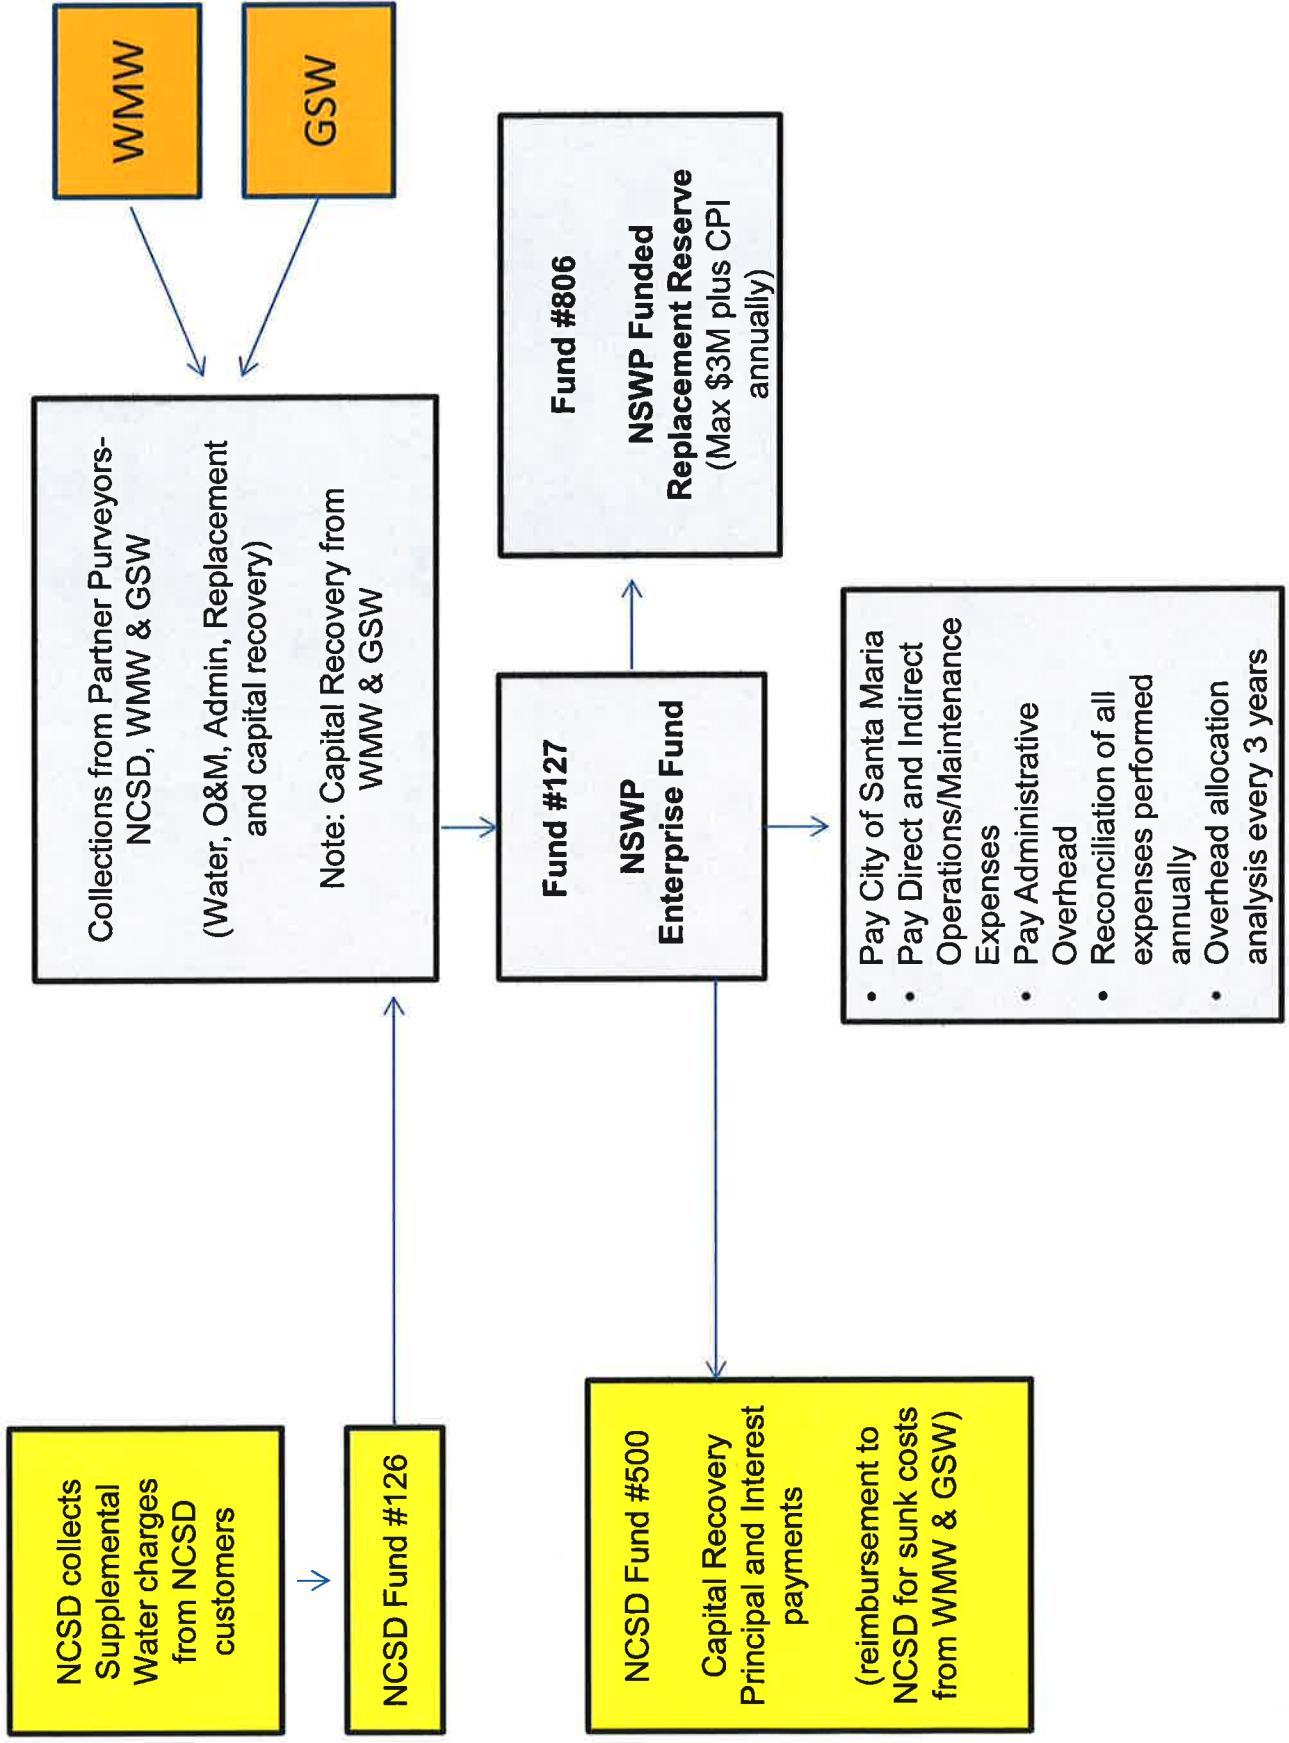 NCSD collects
Supplemental
Water charges
from NCSD
customers
NCSD Fund #126
Collections from Partner Purveyors-
NCSD, WMW & GSW
(Water, O&M, Admin, Replacement
and capital recovery)
Note: Capital Recovery from
WMW & GSW
WMW
GSW
NCSD Fund #500
Capital Recovery
Principal and Interest
payments
(reimbursement to
NCSD for sunk costs
from WMW & GSW)
Fund #127
NSWP
Enterprise Fund
Fund #806
NSWP Funded
Replacement Reserve
(Max $3M plus CPI
annually)
• Pay City of Santa Maria
• Pay Direct and Indirect
Operations/Maintenance
Expenses
• Pay Administrative
Overhead
• Reconciliation of all
expenses performed
annually
• Overhead allocation
analysis every 3 years